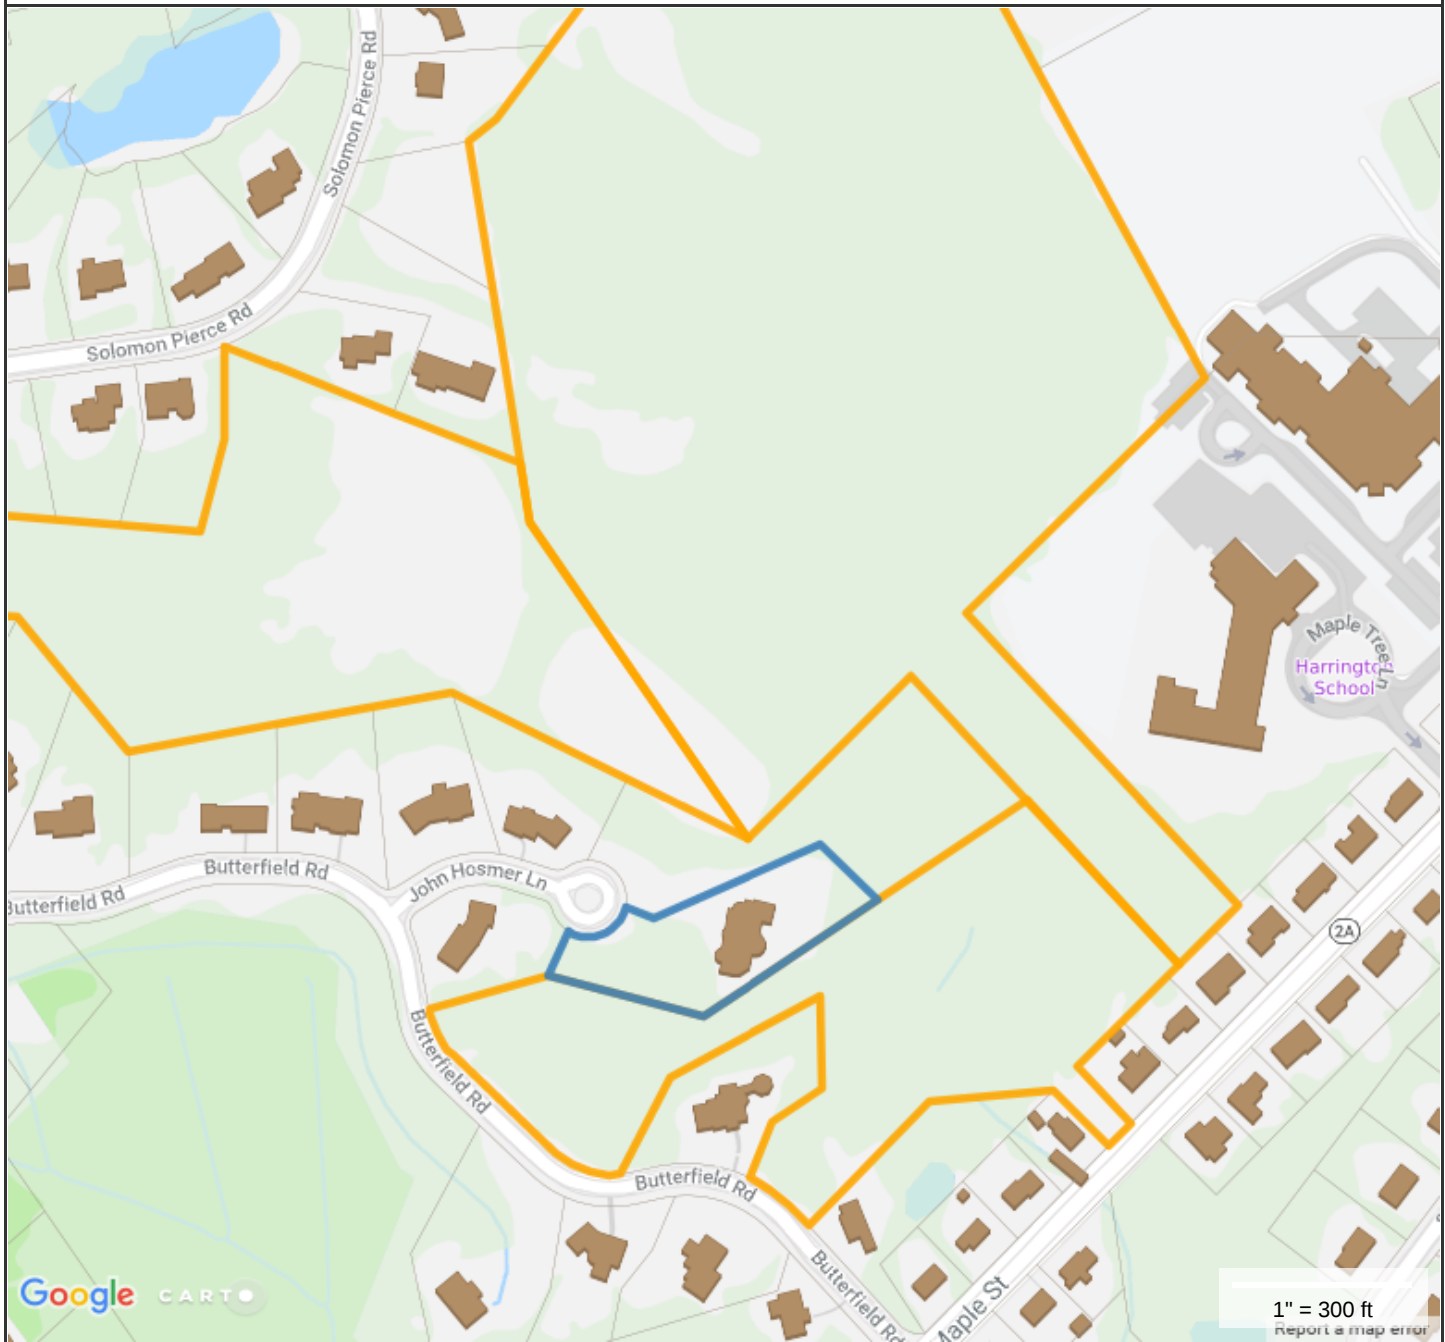 Solomon Pierce Rd
Solomon Pierce Rd
Maple Tree Ln
Harrington
School
Butterfield Rd
John Hosmer Ln
Butterfield Rd
2A
Butterfield Rd
Butterfield Rd
Butterfield Rd
Maple St
Google
CARTO
1" = 300 ft
Report a map error